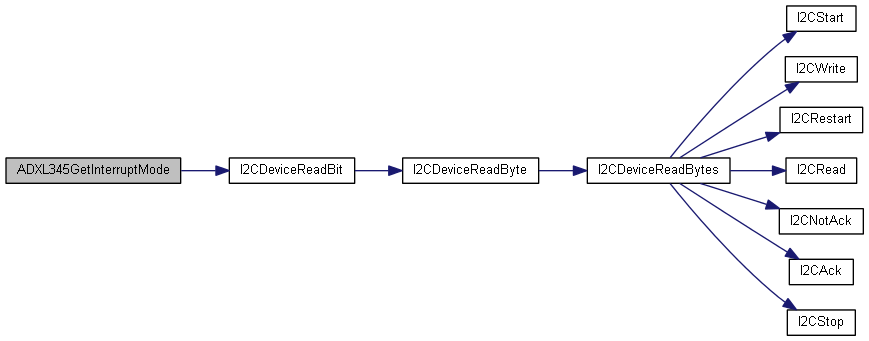 ADXL345GetInterruptMode
I2CDeviceReadBit
I2CDeviceReadByte
I2CDeviceReadBytes
I2CStart
I2CWrite
I2CRestart
I2CRead
I2CNotAck
I2CAck
I2CStop